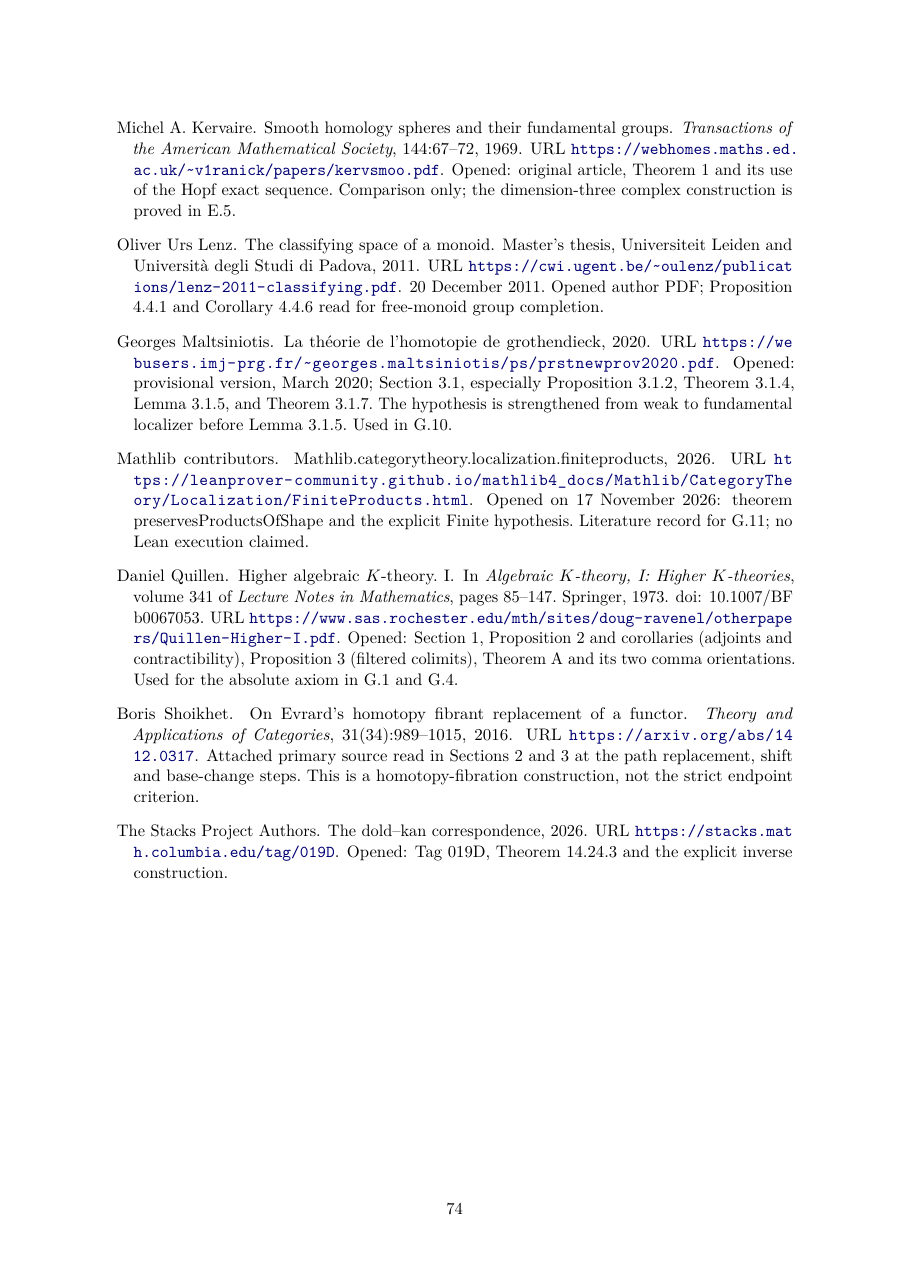 Michel A. Kervaire. Smooth homology spheres and their fundamental groups. Transactions of
the American Mathematical Society, 144:67–72, 1969. URL https://webhomes.maths.ed.
ac.uk/~v1ranick/papers/kervsmoo.pdf. Opened: original article, Theorem 1 and its use
of the Hopf exact sequence. Comparison only; the dimension-three complex construction is
proved in E.5.
Oliver Urs Lenz. The classifying space of a monoid. Master's thesis, Universiteit Leiden and
Università degli Studi di Padova, 2011. URL https://cwi.ugent.be/~oulenz/publicat
ions/lenz-2011-classifying.pdf. 20 December 2011. Opened author PDF; Proposition
4.4.1 and Corollary 4.4.6 read for free-monoid group completion.
Georges Maltsiniotis. La théorie de l'homotopie de grothendieck, 2020. URL https://we
busers.imj-prg.fr/~georges.maltsiniotis/ps/prstnewprov2020.pdf. Opened:
provisional version, March 2020; Section 3.1, especially Proposition 3.1.2, Theorem 3.1.4,
Lemma 3.1.5, and Theorem 3.1.7. The hypothesis is strengthened from weak to fundamental
localizer before Lemma 3.1.5. Used in G.10.
Mathlib contributors. Mathlib.categorytheory.localization.finiteproducts, 2026. URL ht
tps://leanprover-community.github.io/mathlib4_docs/Mathlib/CategoryThe
ory/Localization/FiniteProducts.html. Opened on 17 November 2026: theorem
preservesProductsOfShape and the explicit Finite hypothesis. Literature record for G.11; no
Lean execution claimed.
Daniel Quillen. Higher algebraic K-theory. I. In Algebraic K-theory, I: Higher K-theories,
volume 341 of Lecture Notes in Mathematics, pages 85–147. Springer, 1973. doi: 10.1007/BF
b0067053. URL https://www.sas.rochester.edu/mth/sites/doug-ravenel/otherpape
rs/Quillen-Higher-I.pdf. Opened: Section 1, Proposition 2 and corollaries (adjoints and
contractibility), Proposition 3 (filtered colimits), Theorem A and its two comma orientations.
Used for the absolute axiom in G.1 and G.4.
Boris Shoikhet. On Evrard's homotopy fibrant replacement of a functor. Theory and
Applications of Categories, 31(34):989–1015, 2016. URL https://arxiv.org/abs/14
12.0317. Attached primary source read in Sections 2 and 3 at the path replacement, shift
and base-change steps. This is a homotopy-fibration construction, not the strict endpoint
criterion.
The Stacks Project Authors. The dold–kan correspondence, 2026. URL https://stacks.mat
h.columbia.edu/tag/019D. Opened: Tag 019D, Theorem 14.24.3 and the explicit inverse
construction.
74